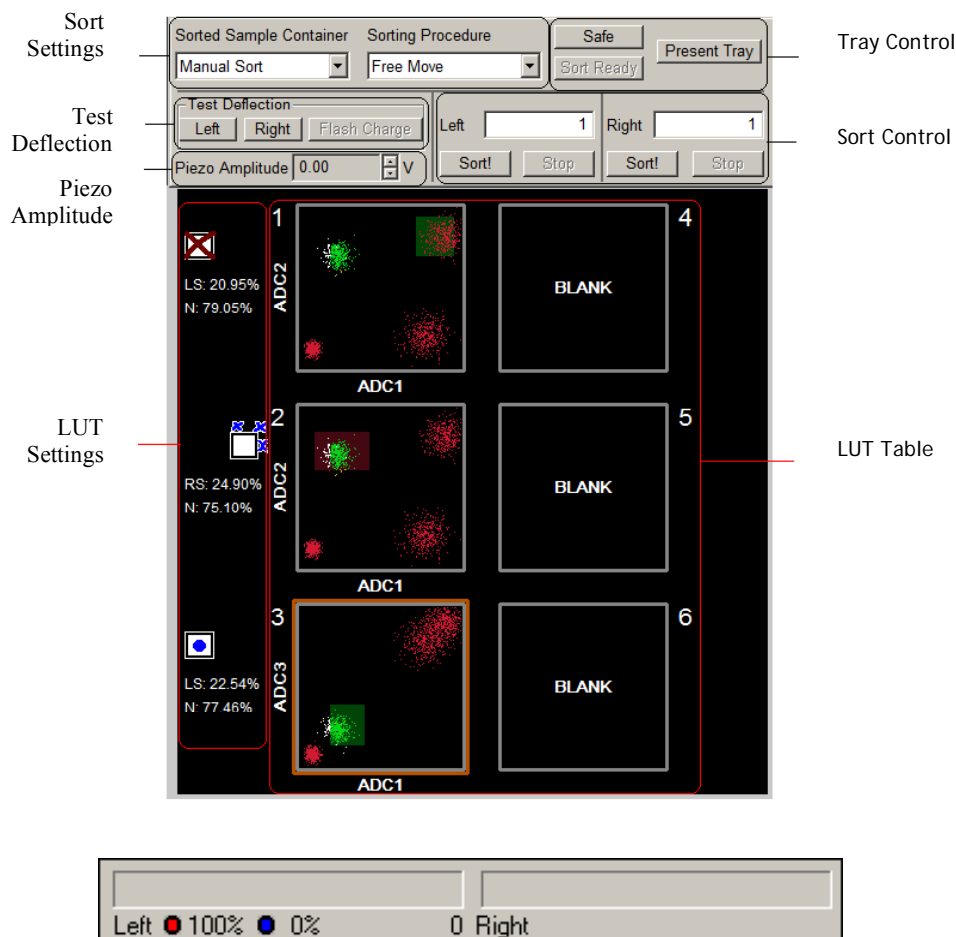 Sort
Settings
Sorted Sample Container
Sorting Procedure
Manual Sort
Free Move
Safe
Sort Ready
Present Tray
Tray Control
Test
Deflection
Test Deflection
Left
Right
Flash Charge
Left
1
Right
1
Sort!
Stop
Sort!
Stop
Sort Control
Piezo
Amplitude
Piezo Amplitude
0.00
V
LS: 20.95%
N: 79.05%
1
ADC2
ADC1
BLANK
4
LUT
Settings
RS: 24.90%
N: 75.10%
2
ADC2
ADC1
BLANK
5
LUT Table
LS: 22.54%
N: 77.46%
3
ADC3
ADC1
BLANK
6
Left 100% 0% 0 Right